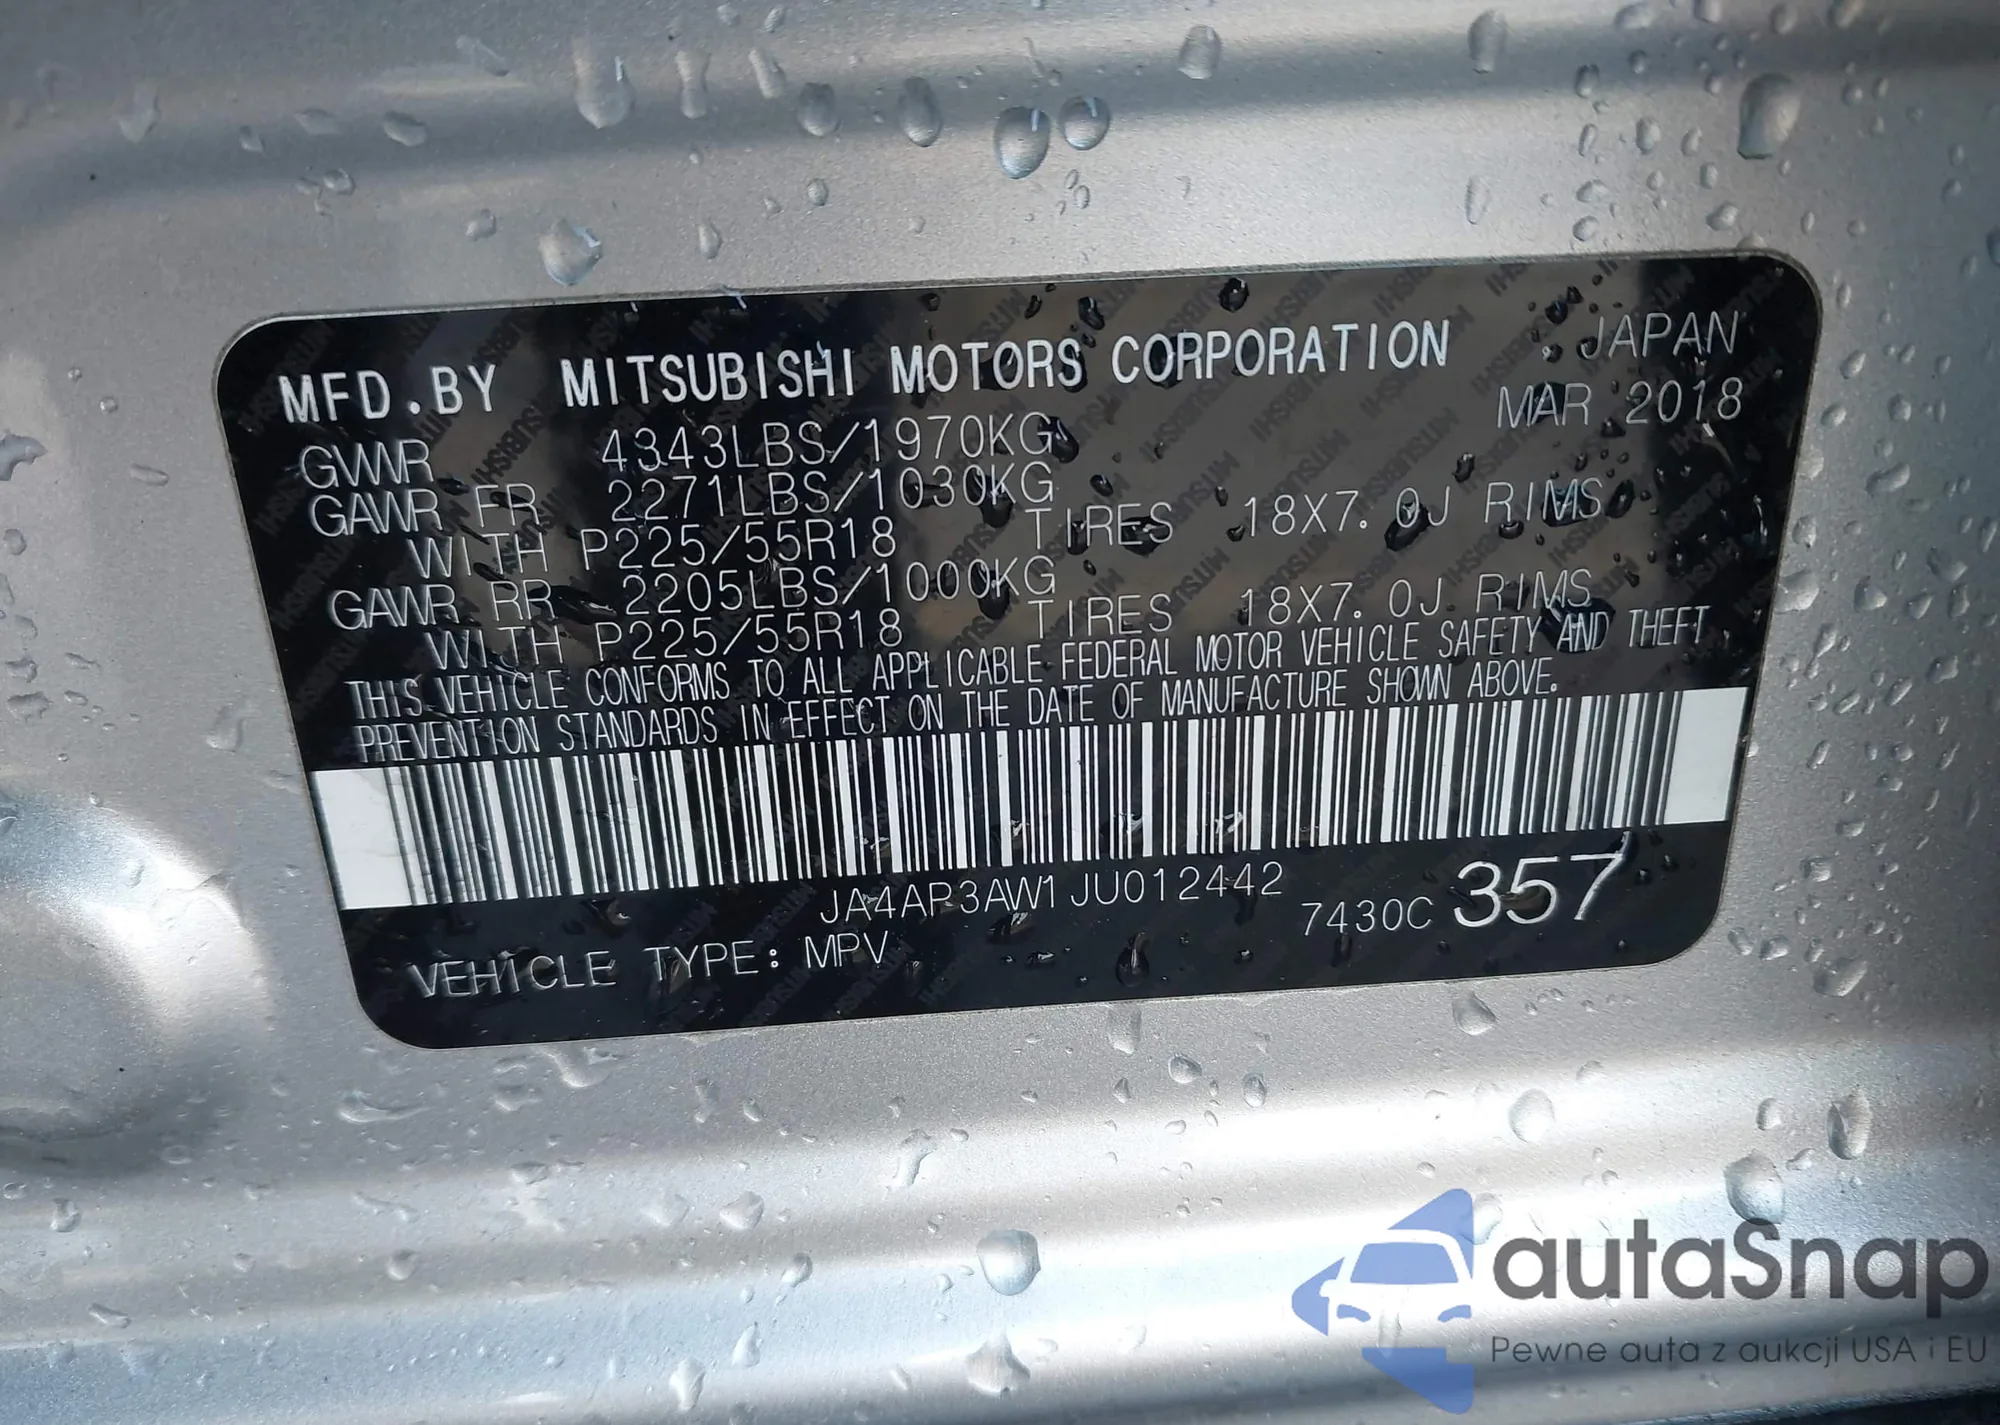 MFD.BY MITSUBISHI MOTORS CORPORATION JAPAN
MAR 2018
GVWR 4343LBS/1970KG
GAWR FR 2271LBS/1030KG
WITH P225/55R18 TIRES 18X7.0J RIMS
GAWR RR 2205LBS/1000KG
WITH P225/55R18 TIRES 18X7.0J RIMS
THIS VEHICLE CONFORMS TO ALL APPLICABLE FEDERAL MOTOR VEHICLE SAFETY AND THEFT
PREVENTION STANDARDS IN EFFECT ON THE DATE OF MANUFACTURE SHOWN ABOVE.
JA4AP3AW1JU012442
7430C 357
VEHICLE TYPE: MPV
autaSnap
Pewne auta z aukcji USA i EU